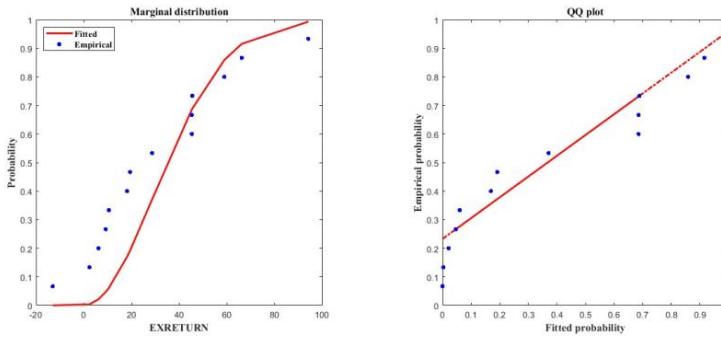 Marginal distribution
Fitted
Empirical
1
0.9
0.8
0.7
0.6
0.5
0.4
0.3
0.2
0.1
0
Probability
-20 0 20 40 60 80 100
EXRETURN
QQ plot
1
0.9
0.8
0.7
0.6
0.5
0.4
0.3
0.2
0.1
0
Empirical probability
0 0.1 0.2 0.3 0.4 0.5 0.6 0.7 0.8 0.9
Fitted probability